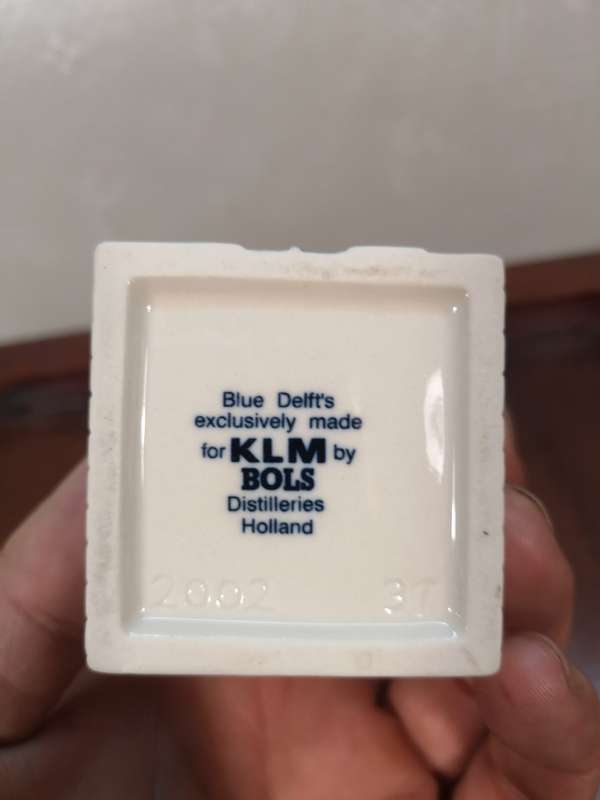 Blue Delft's
exclusively made
for KLM by
BOLS
Distilleries
Holland
2002 37